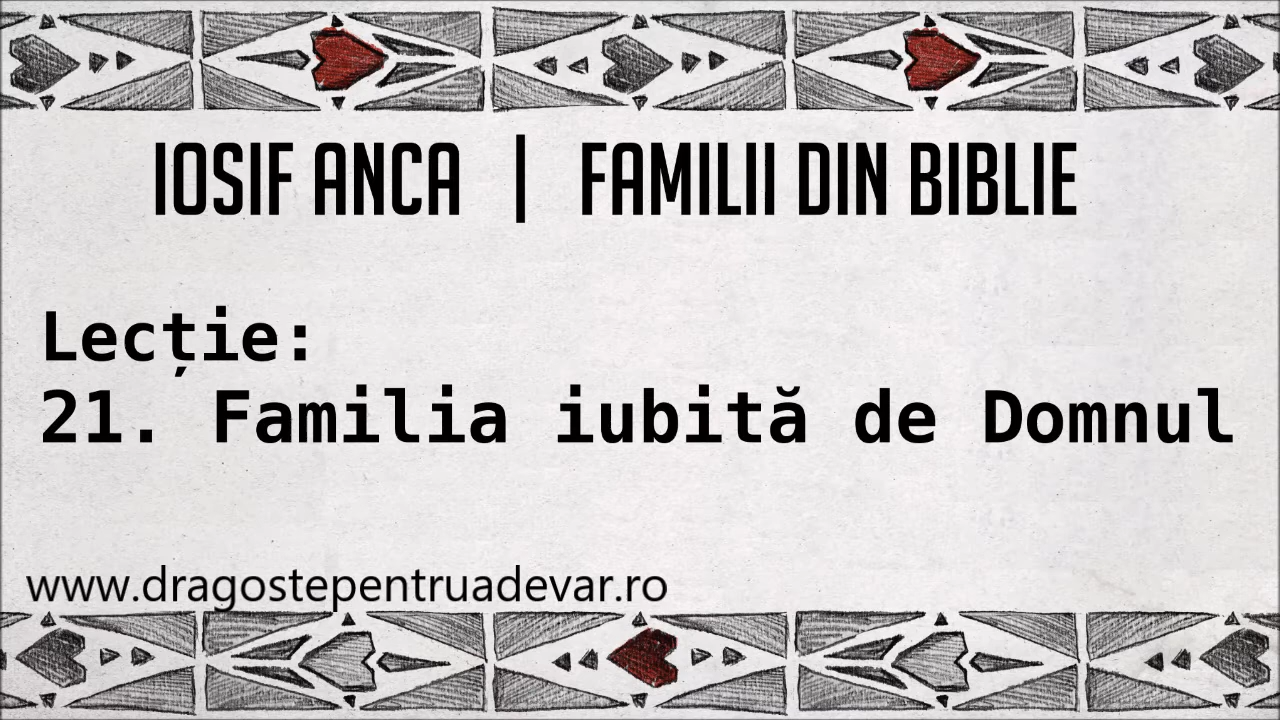 IOSIF ANCA | FAMILII DIN BIBLIE
Lecție:
21. Familia iubită de Domnul
www.dragostepentruadevar.ro